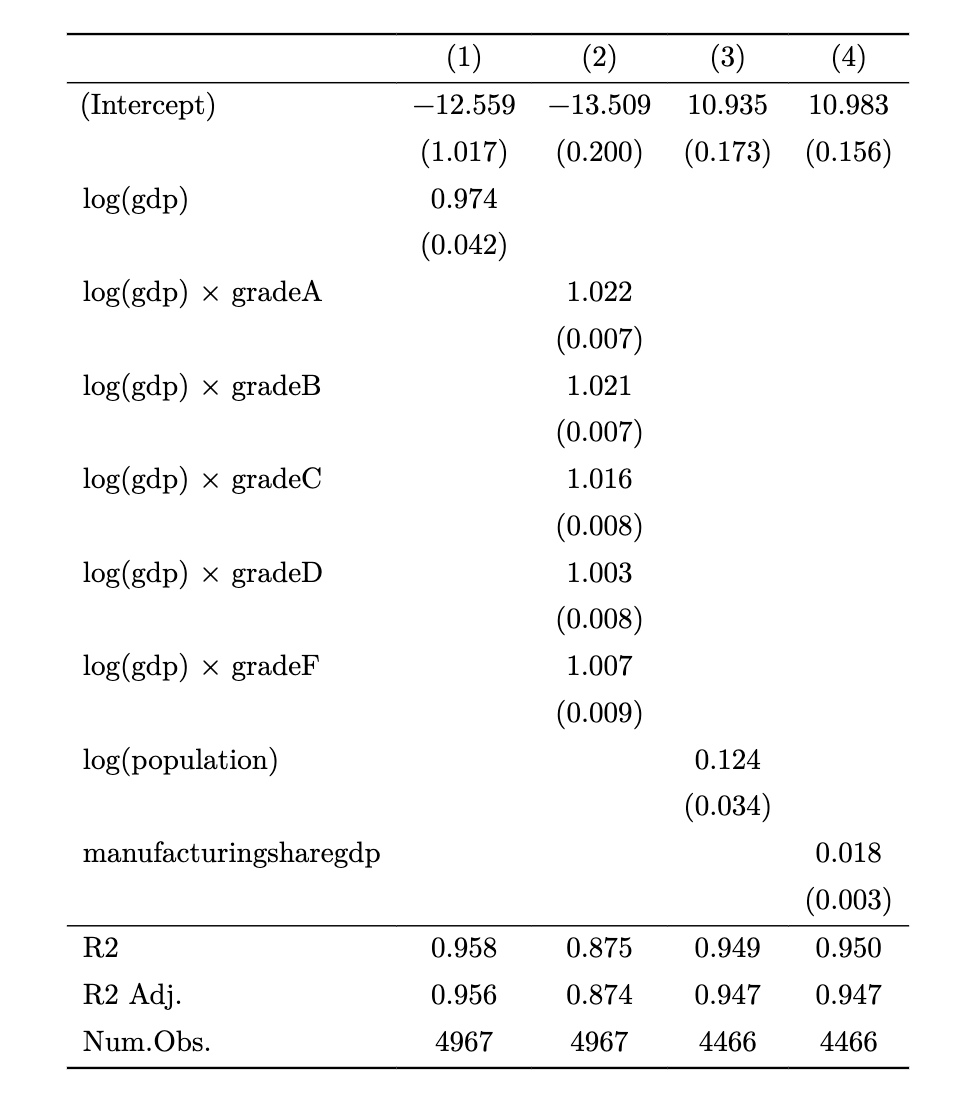 (1) (2) (3) (4)
(Intercept) −12.559 −13.509 10.935 10.983
(1.017) (0.200) (0.173) (0.156)
log(gdp) 0.974
(0.042)
log(gdp) × gradeA 1.022
(0.007)
log(gdp) × gradeB 1.021
(0.007)
log(gdp) × gradeC 1.016
(0.008)
log(gdp) × gradeD 1.003
(0.008)
log(gdp) × gradeF 1.007
(0.009)
log(population) 0.124
(0.034)
manufacturingsharegdp 0.018
(0.003)
R2 0.958 0.875 0.949 0.950
R2 Adj. 0.956 0.874 0.947 0.947
Num.Obs. 4967 4967 4466 4466